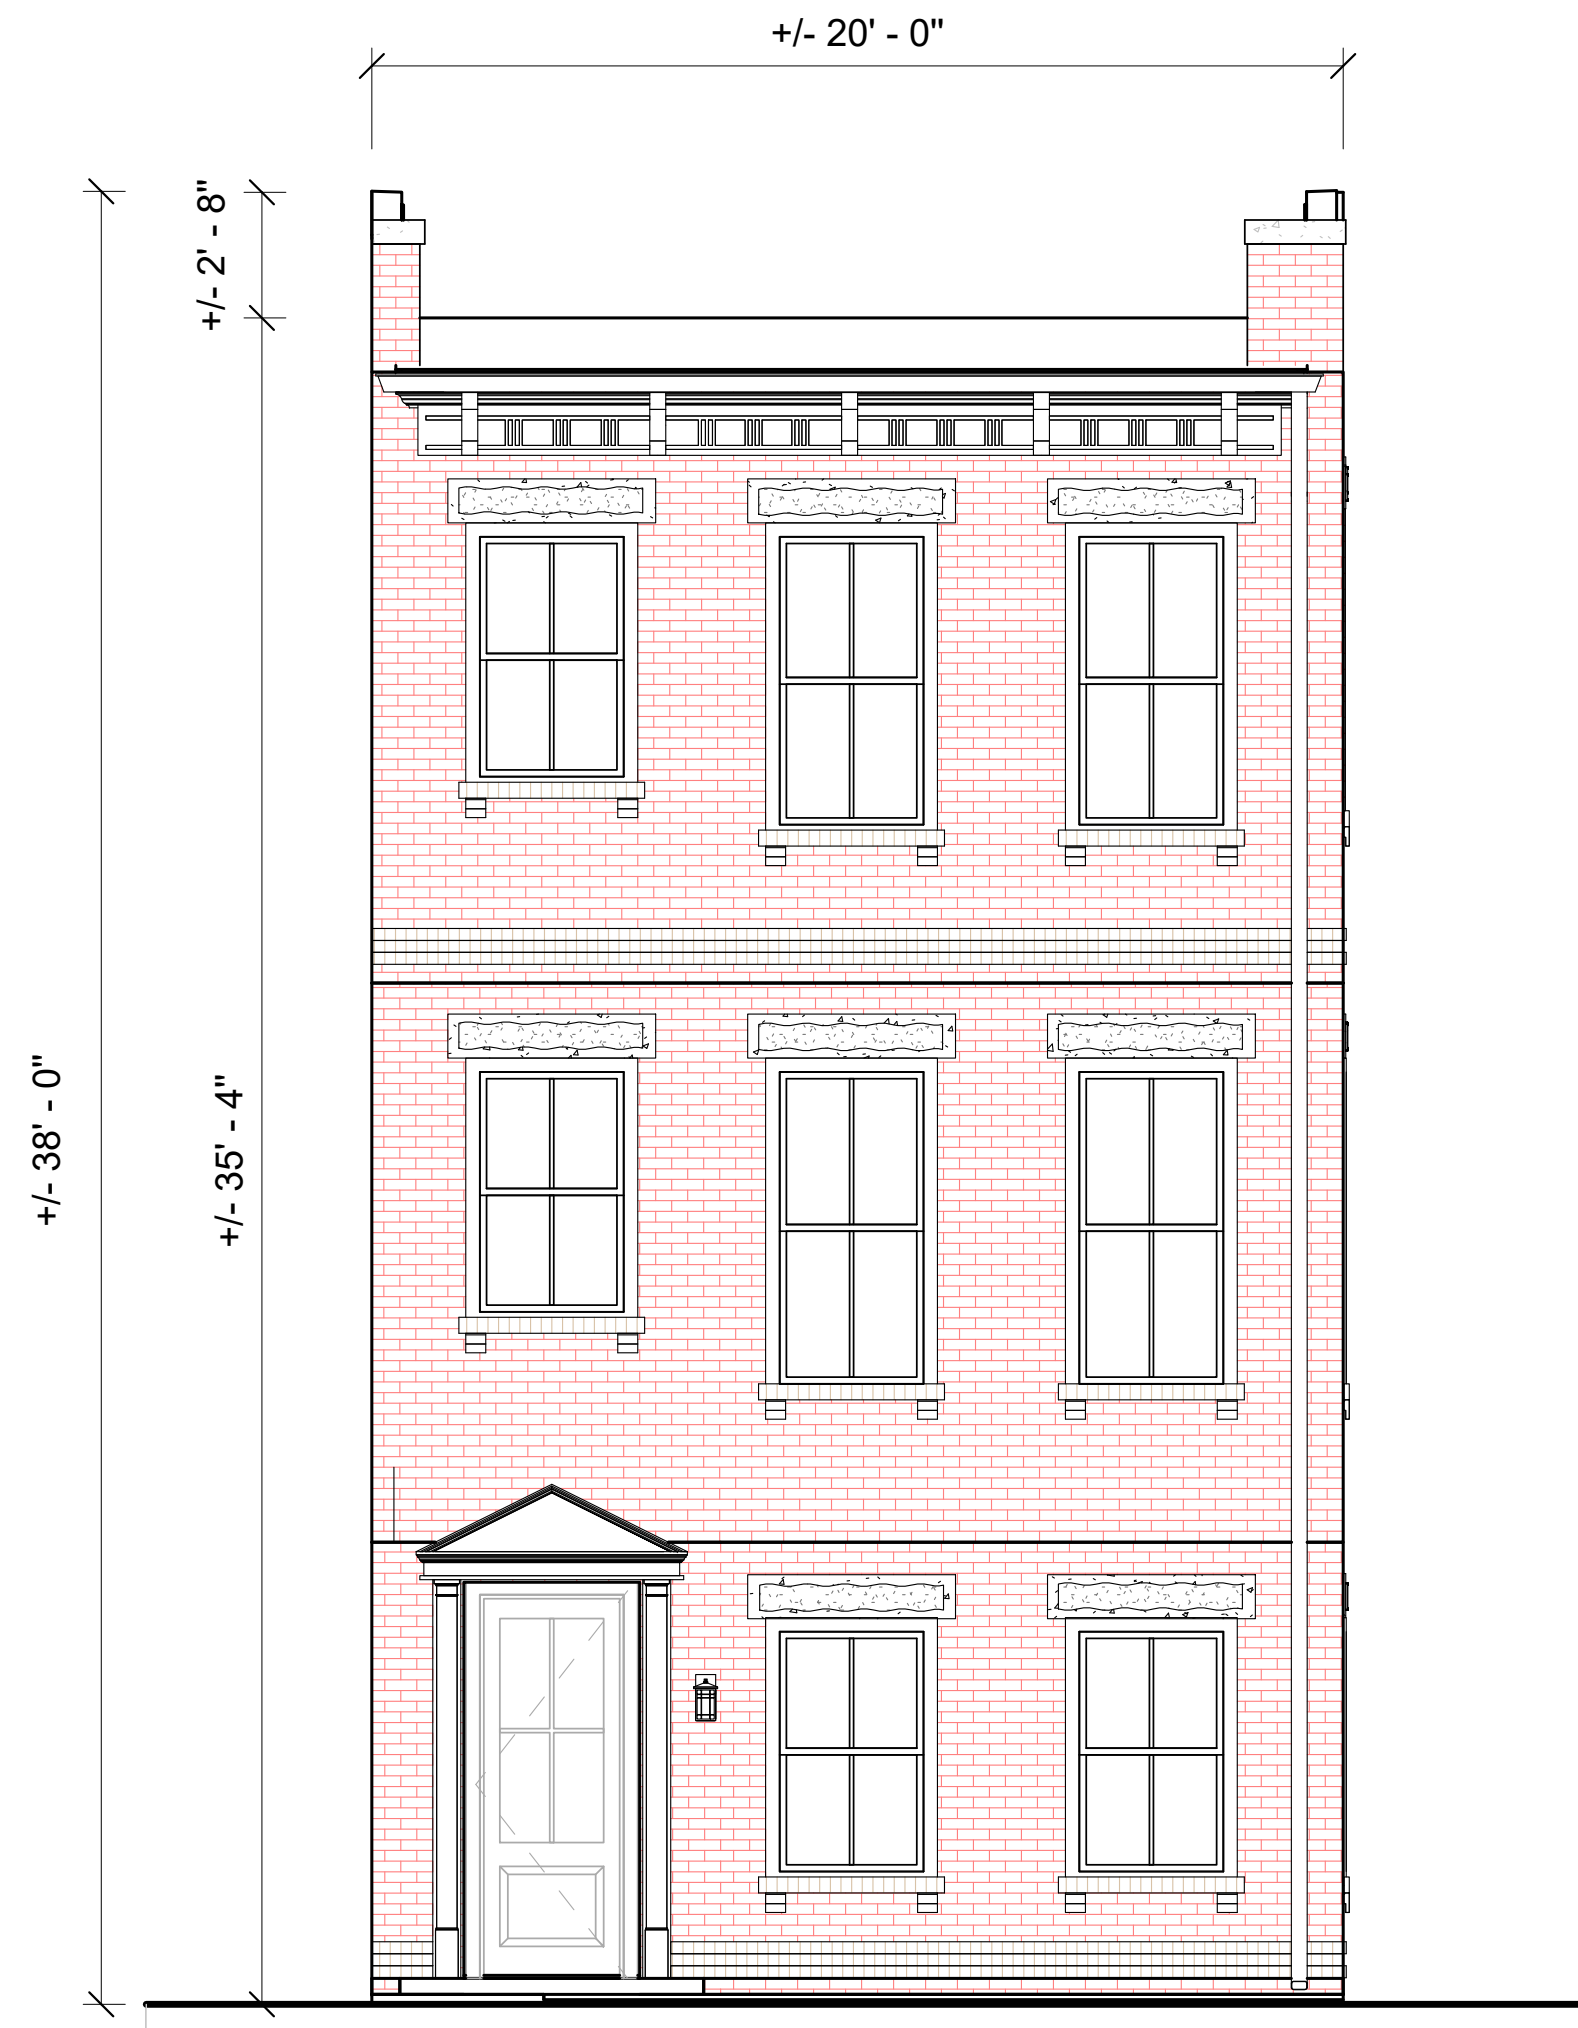 +/- 20' - 0"
+/- 2' - 8"
+/- 38' - 0"
+/- 35' - 4"